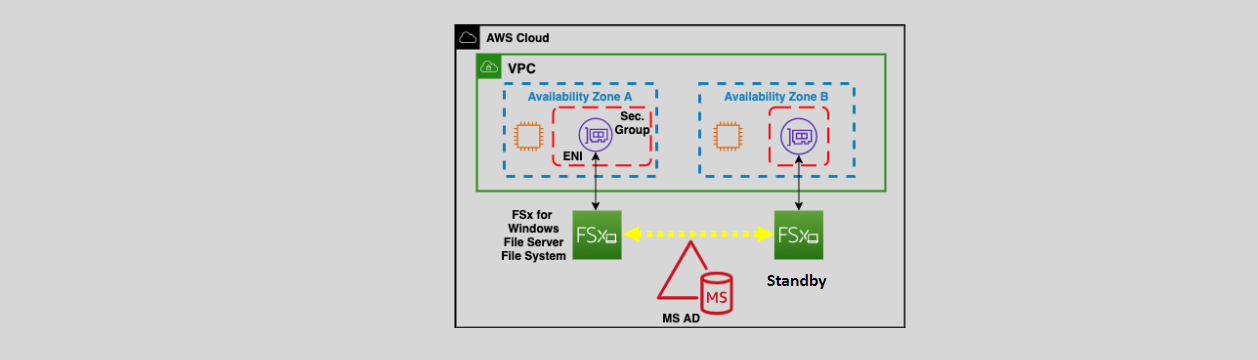 AWS Cloud
VPC
Availability Zone A
Availability Zone B
Sec.
Group
ENI
FSx for
Windows
File Server
File System
FSx
FSx
Standby
MS
MS AD